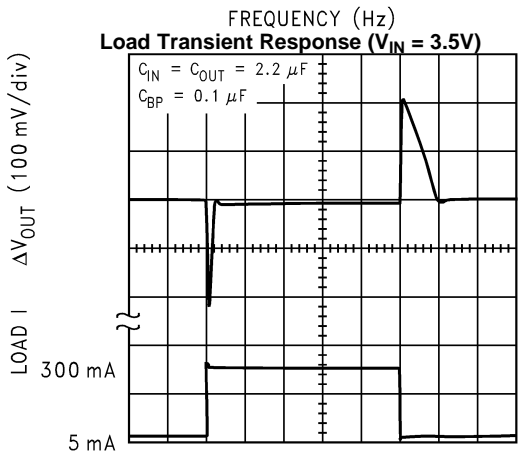 FREQUENCY (Hz)
Load Transient Response (VIN = 3.5V)
CIN = COUT = 2.2 μF
CBP = 0.1 μF
ΔVOUT (100 mV/div)
LOAD I
300 mA
5 mA